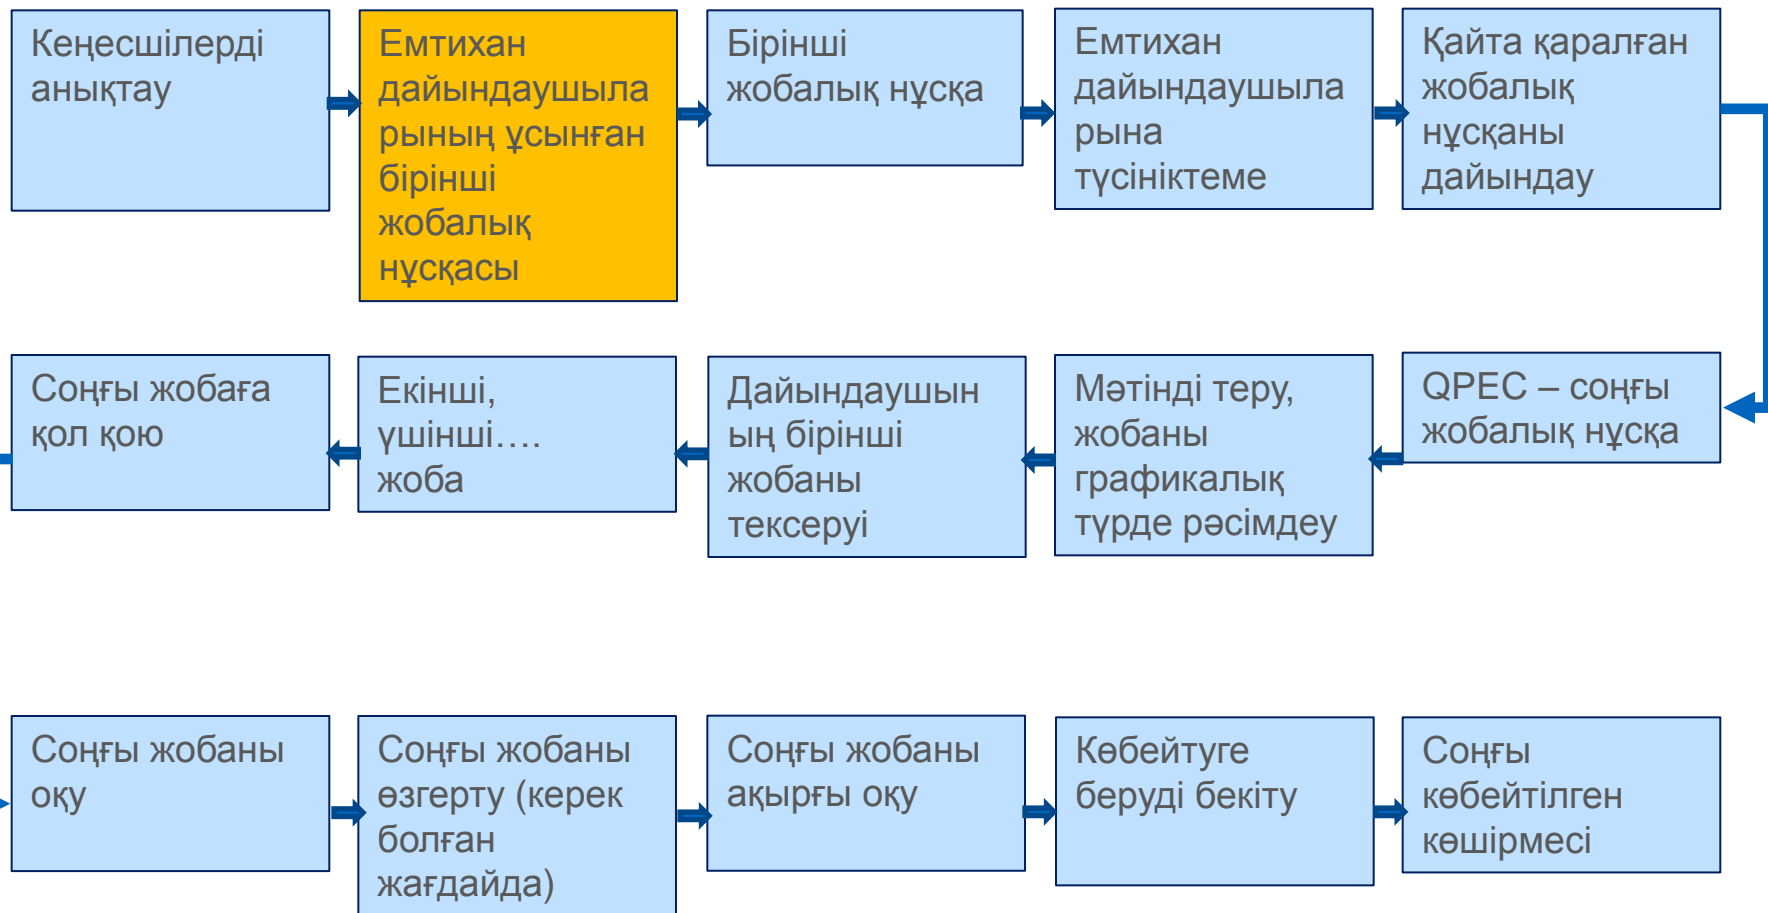 Кеңесшілерді
анықтау
Емтихан
дайындаушыла
рының ұсынған
бірінші
жобалық
нұсқасы
Бірінші
жобалық нұсқа
Емтихан
дайындаушыла
рына
түсініктеме
Қайта қаралған
жобалық
нұсқаны
дайындау
Соңғы жобаға
қол қою
Екінші,
үшінші….
жоба
Дайындаушын
ың бірінші
жобаны
тексеруі
Мәтінді теру,
жобаны
графикалық
түрде рәсімдеу
QPEC – соңғы
жобалық нұсқа
Соңғы жобаны
оқу
Соңғы жобаны
өзгерту (керек
болған
жағдайда)
Соңғы жобаны
ақырғы оқу
Көбейтуге
беруді бекіту
Соңғы
көбейтілген
көшірмесі